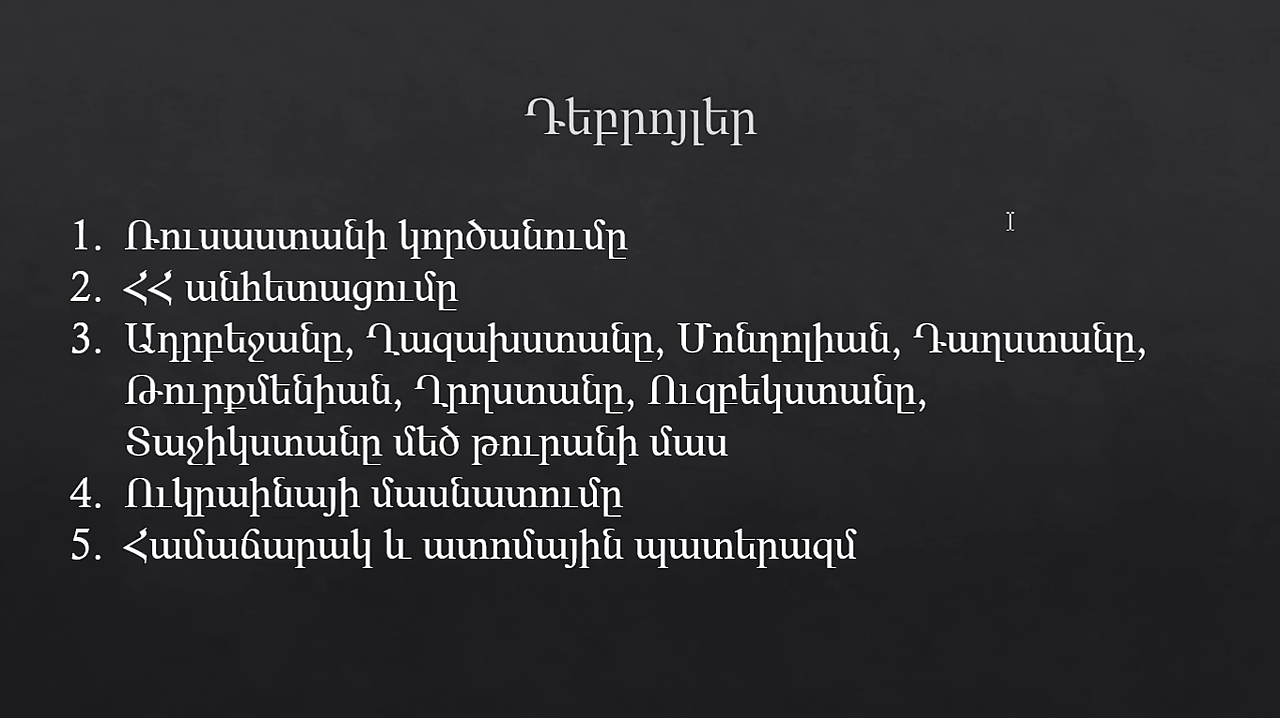 Դեբրոյլեր
1. Ռուսաստանի կործանումը
2. ՀՀ անհետացումը
3. Ադրբեջանը, Ղազախստանը, Մոնղոլիան, Դաղստանը,
Թուրքմենիան, Ղրղստանը, Ուզբեկստանը,
Տաջիկստանը մեծ թուրանի մաս
4. Ուկրաինայի մասնատումը
5. Համաճարակ և ատոմային պատերազմ